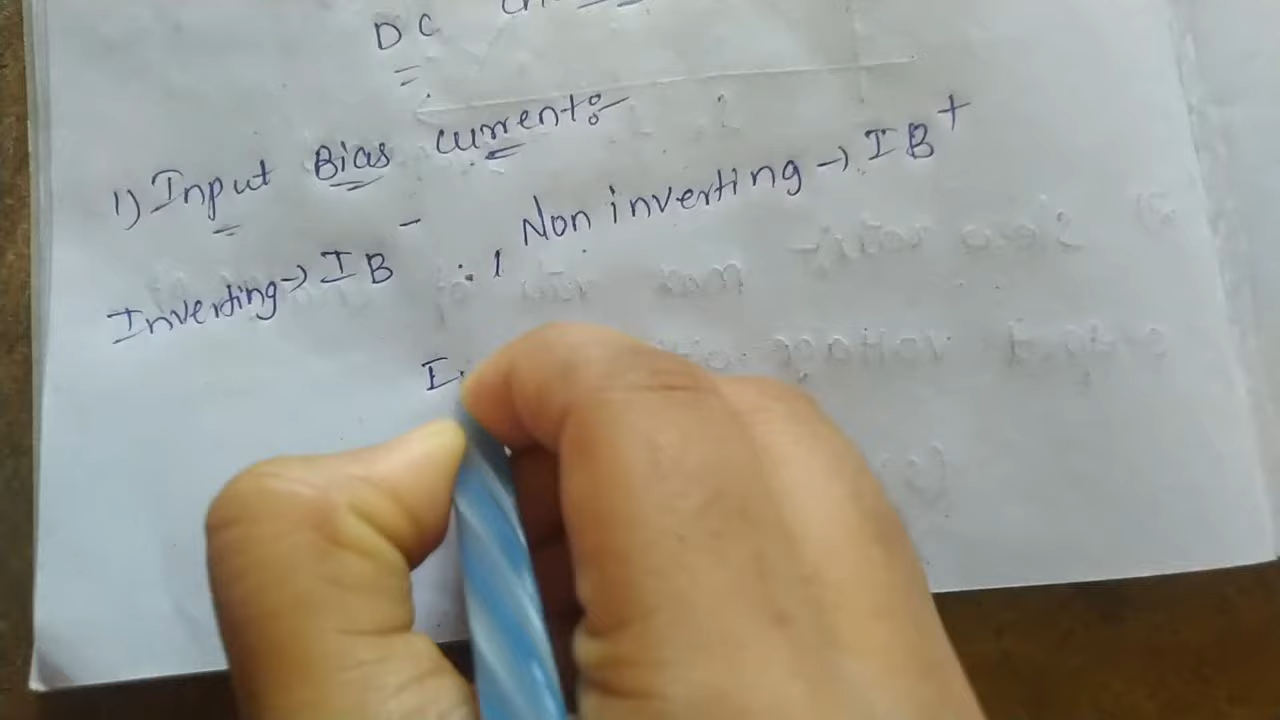 DC
1) Input Bias current:-
Inverting → IB⁻ , Non inverting → IB⁺
I